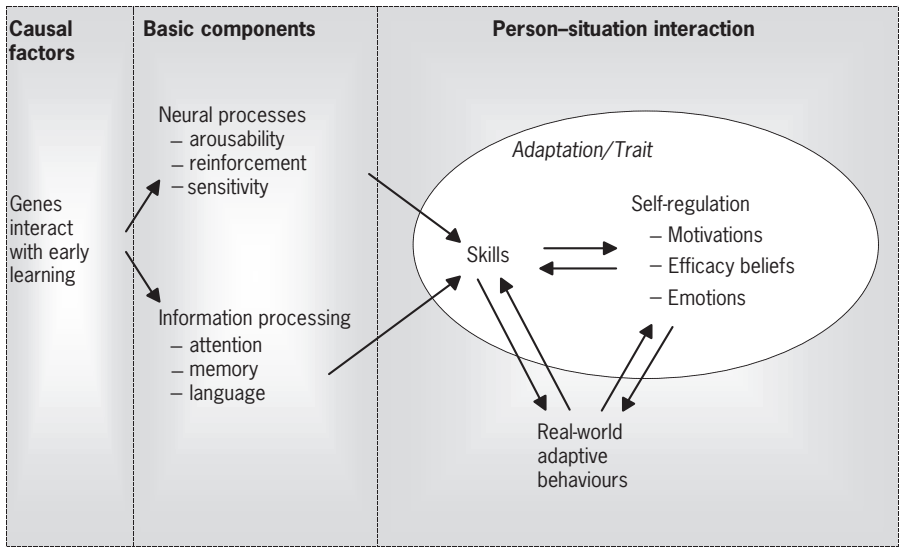 Causal
factors
Basic components
Person–situation interaction
Genes
interact
with early
learning
Neural processes
– arousability
– reinforcement
– sensitivity
Information processing
– attention
– memory
– language
Adaptation/Trait
Skills
Self-regulation
– Motivations
– Efficacy beliefs
– Emotions
Real-world
adaptive
behaviours